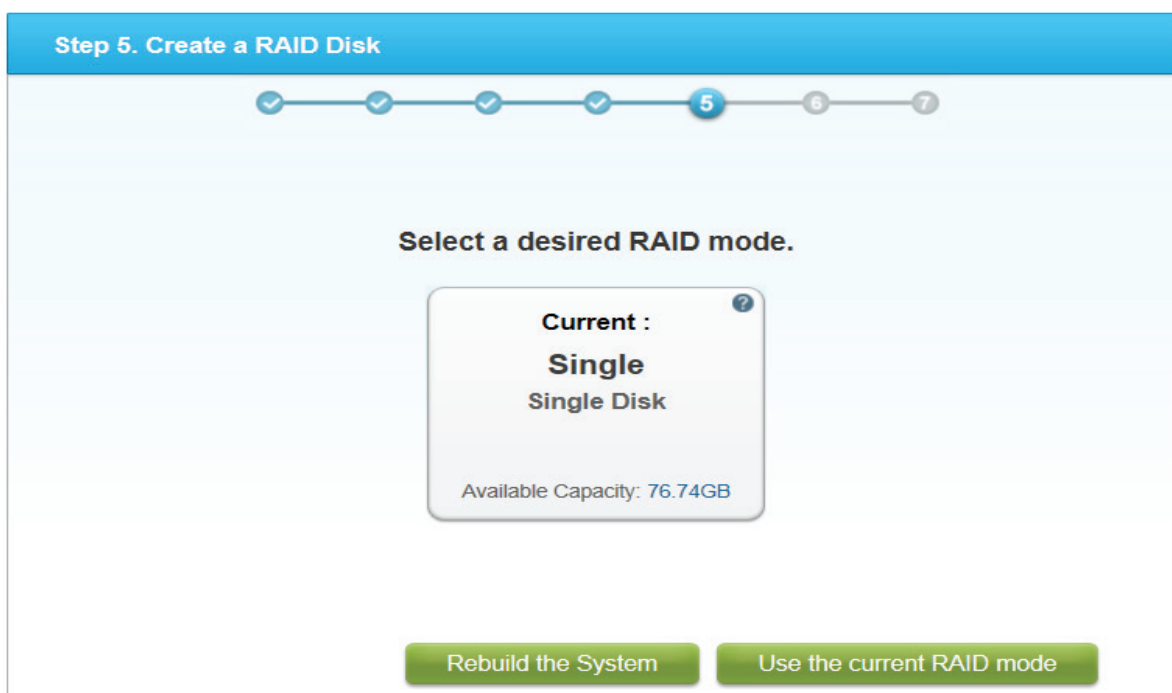 Step 5. Create a RAID Disk
5 6 7
Select a desired RAID mode.
?
Current :
Single
Single Disk
Available Capacity: 76.74GB
Rebuild the System Use the current RAID mode